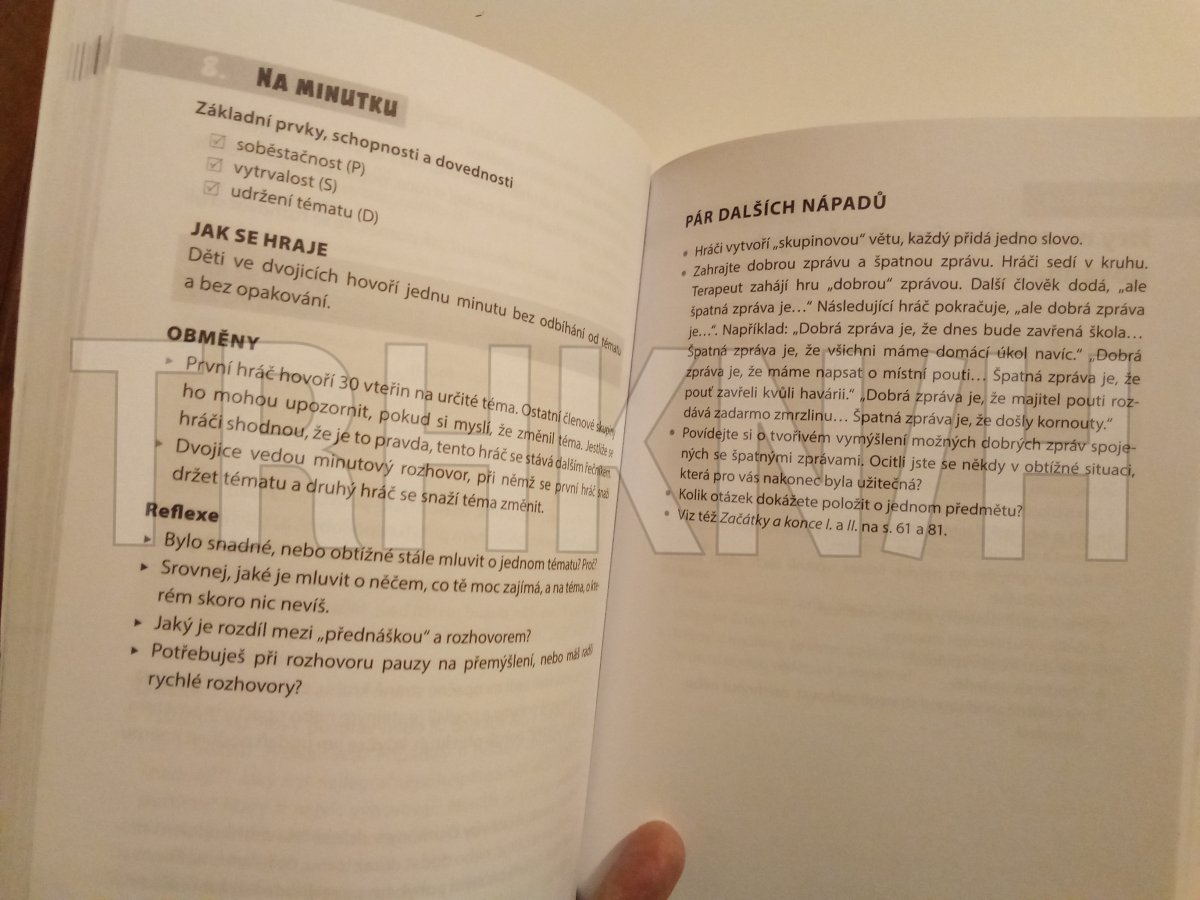 8. NA MINUTKU
Základní prvky, schopnosti a dovednosti
☑ soběstačnost (P)
☑ vytrvalost (S)
☑ udržení tématu (D)
JAK SE HRAJE
Děti ve dvojicích hovoří jednu minutu bez odbíhání od tématu
a bez opakování.
OBMĚNY
▸ První hráč hovoří 30 vteřin na určité téma. Ostatní členové skupiny
ho mohou upozornit, pokud si myslí, že změnil téma. Jestliže se
hráči shodnou, že je to pravda, tento hráč se stává dalším řečníkem.
▸ Dvojice vedou minutový rozhovor, při němž se první hráč snaží
držet tématu a druhý hráč se snaží téma změnit.
Reflexe
▸ Bylo snadné, nebo obtížné stále mluvit o jednom tématu? Proč?
▸ Srovnej, jaké je mluvit o něčem, co tě moc zajímá, a na téma, o kte-
rém skoro nic nevíš.
▸ Jaký je rozdíl mezi „přednáškou“ a rozhovorem?
▸ Potřebuješ při rozhovoru pauzy na přemýšlení, nebo máš radši
rychlé rozhovory?
PÁR DALŠÍCH NÁPADŮ
• Hráči vytvoří „skupinovou“ větu, každý přidá jedno slovo.
• Zahrajte dobrou zprávu a špatnou zprávu. Hráči sedí v kruhu.
Terapeut zahájí hru „dobrou“ zprávou. Další člověk dodá, „ale
špatná zpráva je…“ Následující hráč pokračuje, „ale dobrá zpráva
je…“. Například: „Dobrá zpráva je, že dnes bude zavřená škola…
Špatná zpráva je, že všichni máme domácí úkol navíc.“ „Dobrá
zpráva je, že máme napsat o místní pouti… Špatná zpráva je, že
pouť zavřeli kvůli havárii.“ „Dobrá zpráva je, že majitel pouti roz-
dává zadarmo zmrzlinu… Špatná zpráva je, že došly kornouty.“
• Povídejte si o tvořivém vymýšlení možných dobrých zpráv spoje-
ných se špatnými zprávami. Ocitli jste se někdy v obtížné situaci,
která pro vás nakonec byla užitečná?
• Kolik otázek dokážete položit o jednom předmětu?
• Viz též Začátky a konce I. a II. na s. 61 a 81.